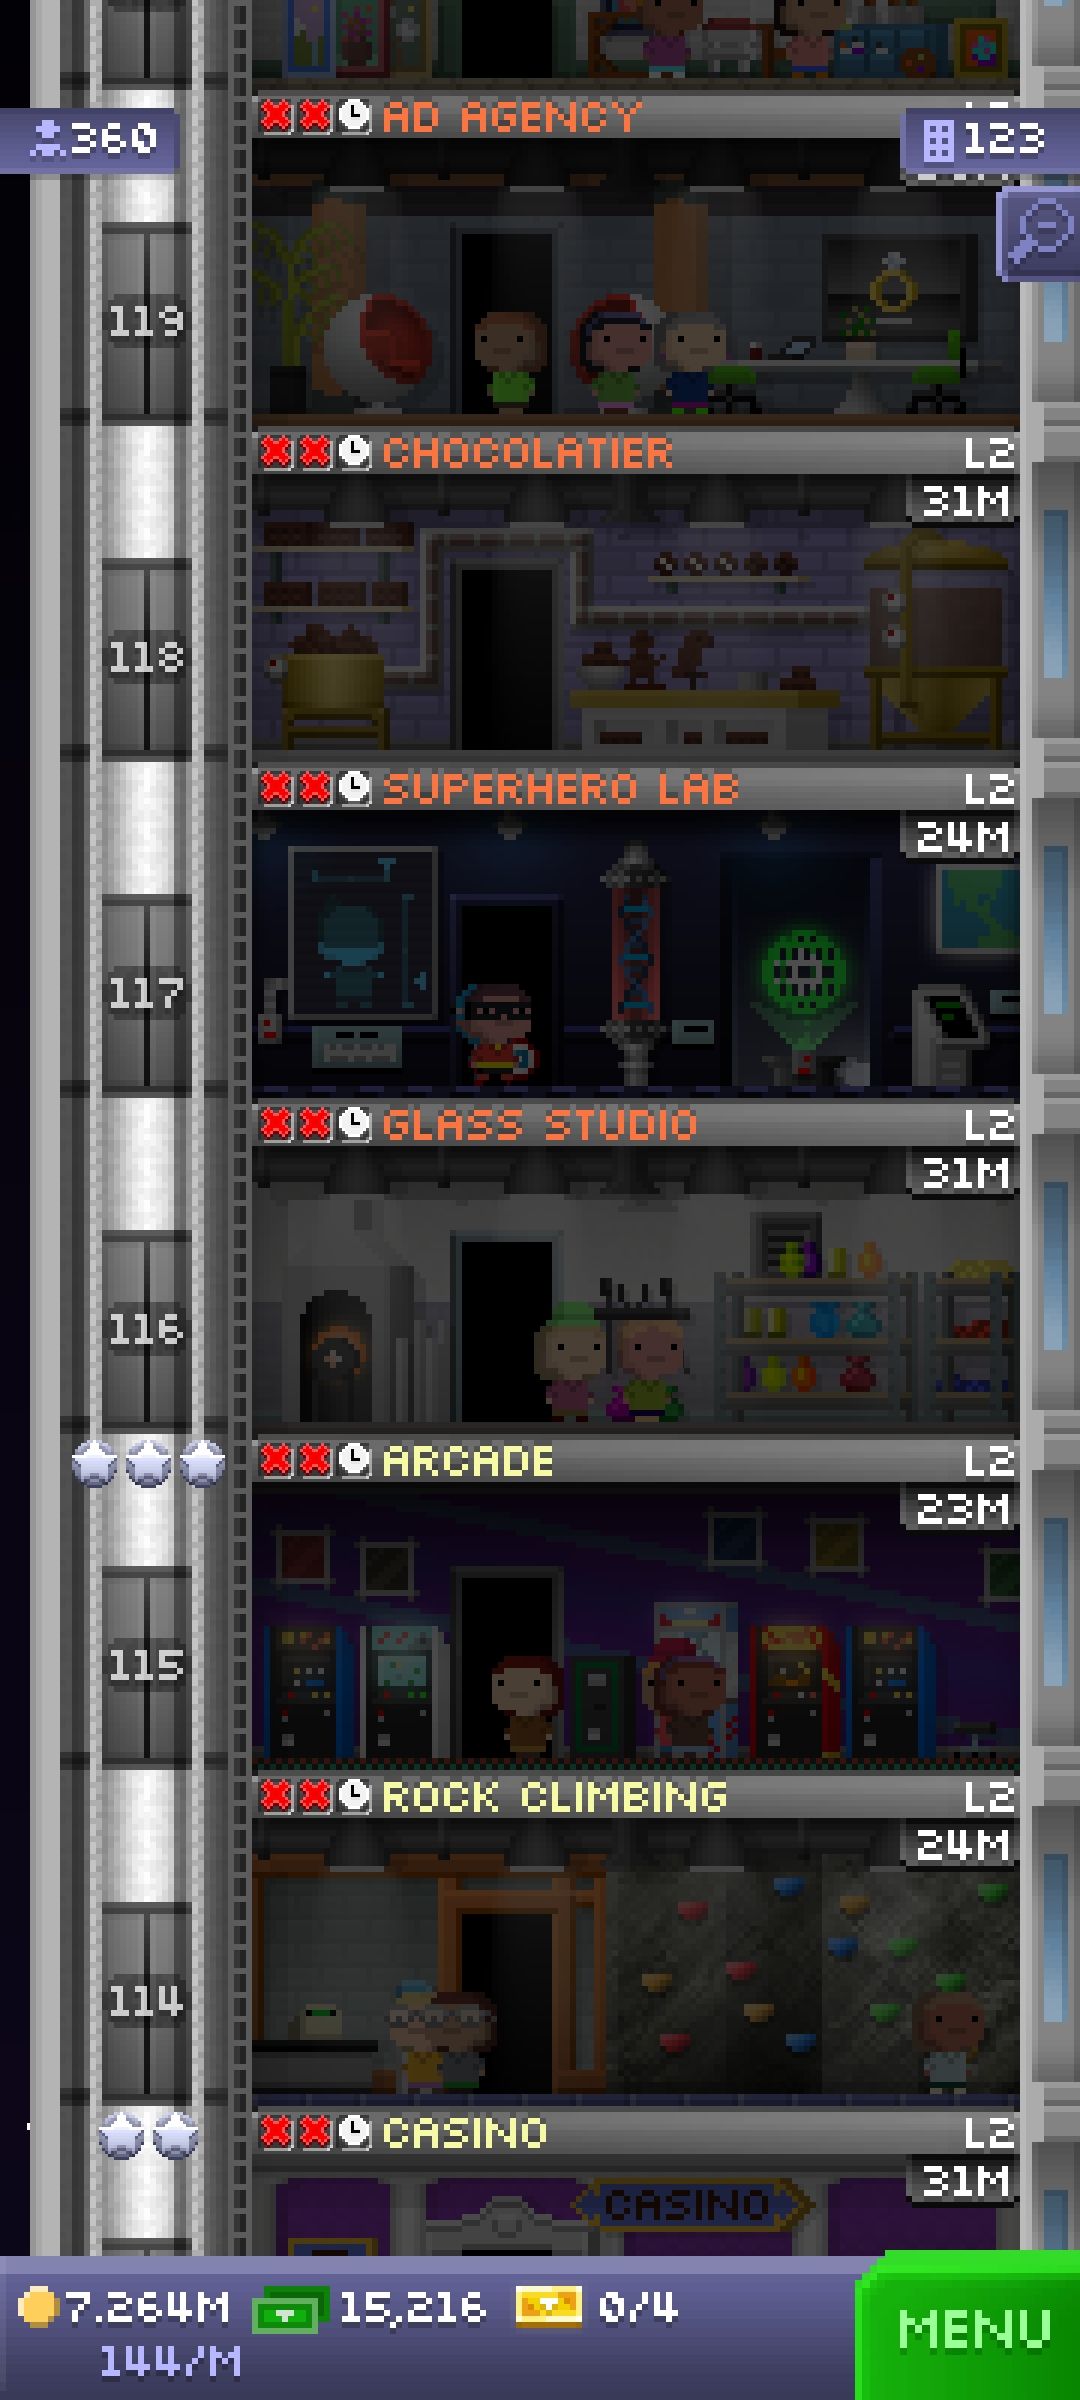 AD AGENCY
360
123
119
CHOCOLATIER L2
31M
118
SUPERHERO LAB L2
24M
117
GLASS STUDIO L2
31M
116
ARCADE L2
23M
115
ROCK CLIMBING L2
24M
114
CASINO L2
31M
CASINO
7.264M 15,216 0/4
144/M
MENU